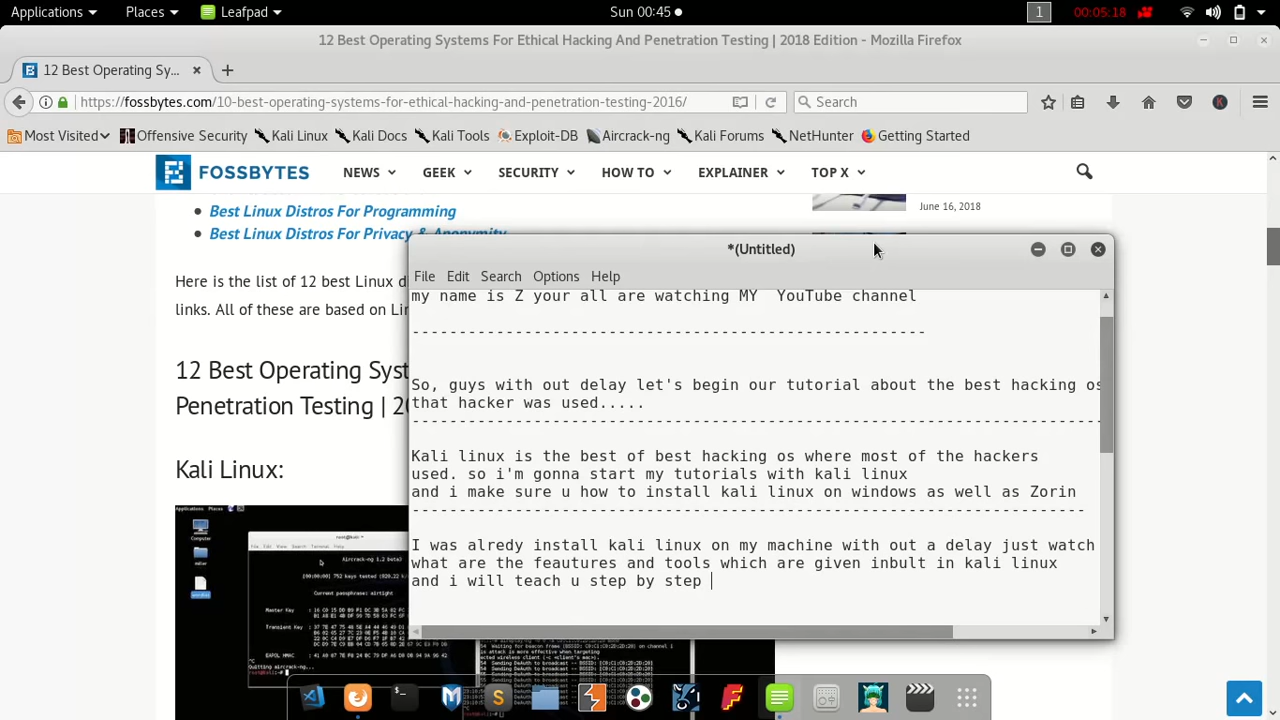 Applications Places Leafpad Sun 00:45 1 00:05:18
12 Best Operating Systems For Ethical Hacking And Penetration Testing | 2018 Edition - Mozilla Firefox
12 Best Operating Sy...
https://fossbytes.com/10-best-operating-systems-for-ethical-hacking-and-penetration-testing-2016/ Search
Most Visited Offensive Security Kali Linux Kali Docs Kali Tools Exploit-DB Aircrack-ng Kali Forums NetHunter Getting Started
FOSSBYTES NEWS GEEK SECURITY HOW TO EXPLAINER TOP X
June 16, 2018
Best Linux Distros For Programming
Best Linux Distros For Privacy & Anonymity
Here is the list of 12 best Linux d
links. All of these are based on Li
12 Best Operating Syst
Penetration Testing | 20
Kali Linux:
*(Untitled)
File Edit Search Options Help
my name is Z your all are watching MY  YouTube channel
-------------------------------------------------------
So, guys with out delay let's begin our tutorial about the best hacking os
that hacker was used.....
--------------------------------------------------------------------------
Kali linux is the best of best hacking os where most of the hackers
used. so i'm gonna start my tutorials with kali linux
and i make sure u how to install kali linux on windows as well as Zorin
------------------------------------------------------------------------
I was alredy install kali linux on my machine with out a delay just watch
what are the feautures and tools which are given inbult in kali linux
and i will teach u step by step